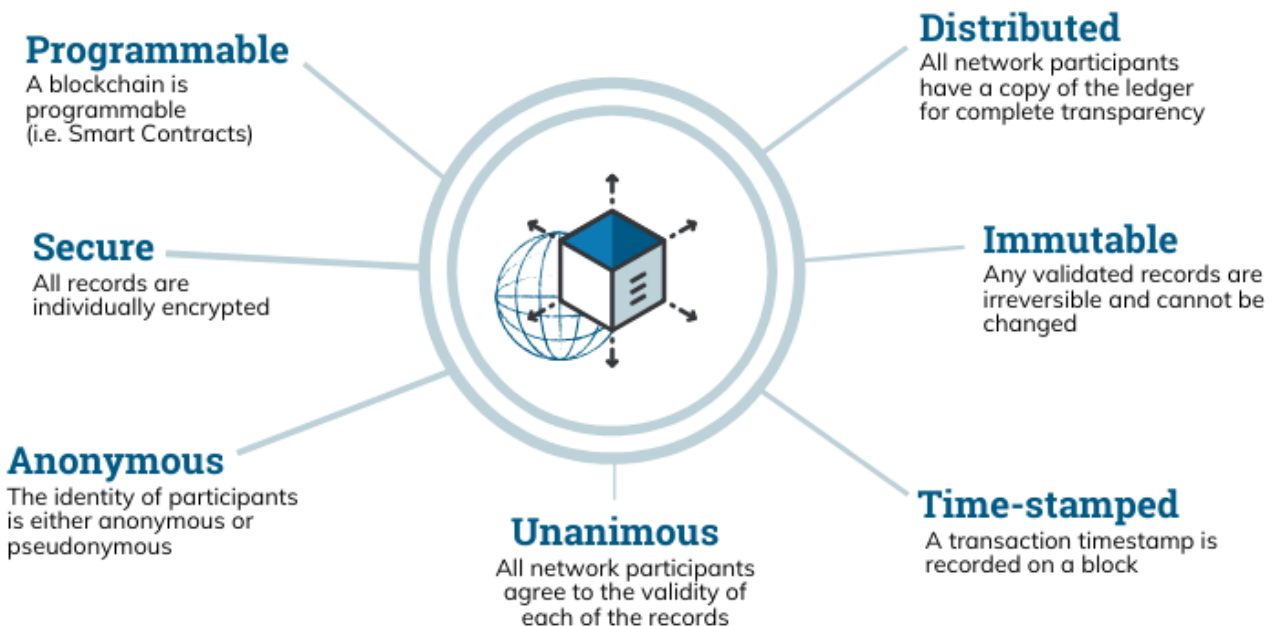 Programmable
A blockchain is
programmable
(i.e. Smart Contracts)
Distributed
All network participants
have a copy of the ledger
for complete transparency
Secure
All records are
individually encrypted
Immutable
Any validated records are
irreversible and cannot be
changed
Anonymous
The identity of participants
is either anonymous or
pseudonymous
Unanimous
All network participants
agree to the validity of
each of the records
Time-stamped
A transaction timestamp is
recorded on a block